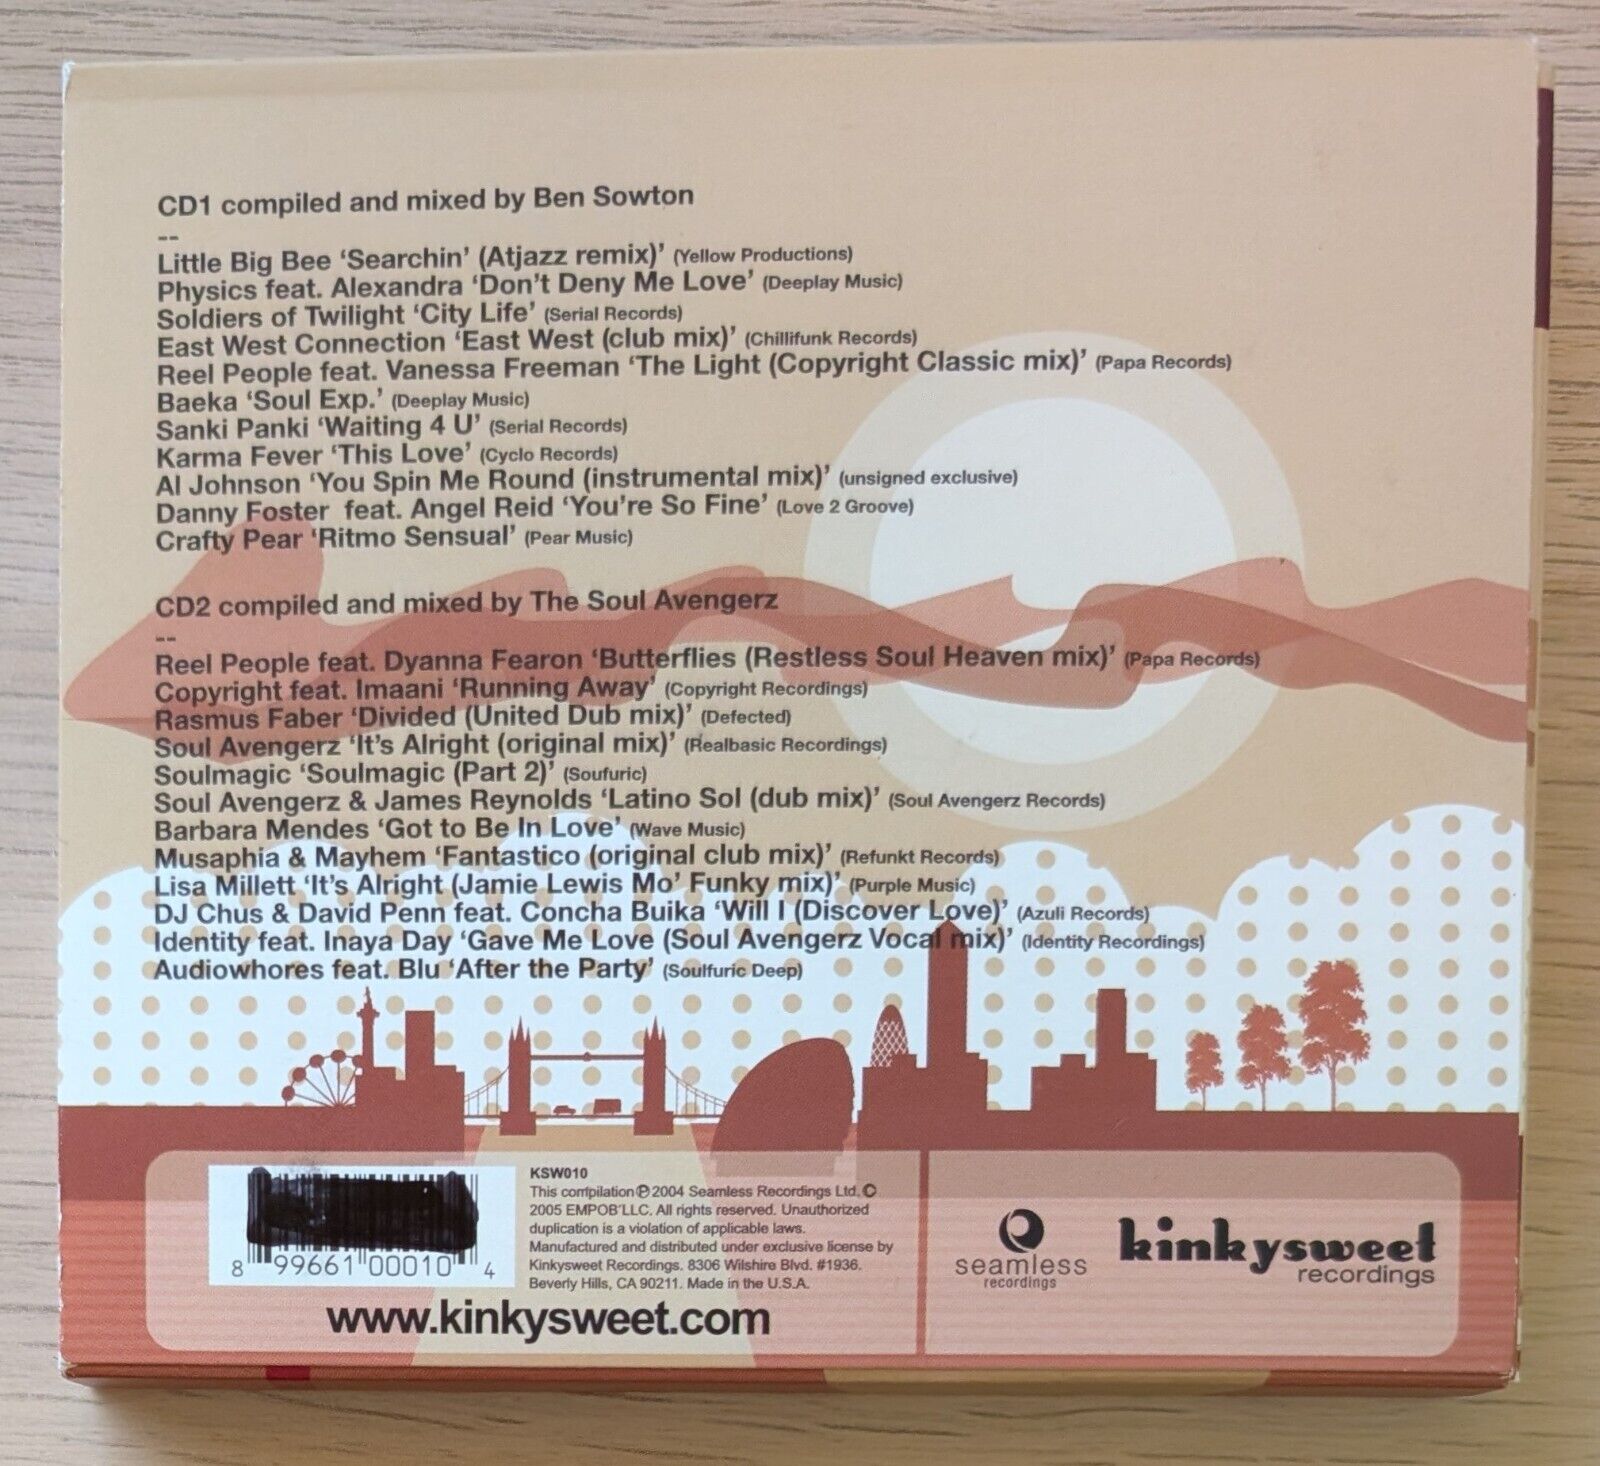 CD1 compiled and mixed by Ben Sowton
--
Little Big Bee ‘Searchin’ (Atjazz remix)’ (Yellow Productions)
Physics feat. Alexandra ‘Don’t Deny Me Love’ (Deeplay Music)
Soldiers of Twilight ‘City Life’ (Serial Records)
East West Connection ‘East West (club mix)’ (Chillifunk Records)
Reel People feat. Vanessa Freeman ‘The Light (Copyright Classic mix)’ (Papa Records)
Baeka ‘Soul Exp.’ (Deeplay Music)
Sanki Panki ‘Waiting 4 U’ (Serial Records)
Karma Fever ‘This Love’ (Cyclo Records)
Al Johnson ‘You Spin Me Round (instrumental mix)’ (unsigned exclusive)
Danny Foster  feat. Angel Reid ‘You’re So Fine’ (Love 2 Groove)
Crafty Pear ‘Ritmo Sensual’ (Pear Music)
CD2 compiled and mixed by The Soul Avengerz
--
Reel People feat. Dyanna Fearon ‘Butterflies (Restless Soul Heaven mix)’ (Papa Records)
Copyright feat. Imaani ‘Running Away’ (Copyright Recordings)
Rasmus Faber ‘Divided (United Dub mix)’ (Defected)
Soul Avengerz ‘It’s Alright (original mix)’ (Realbasic Recordings)
Soulmagic ‘Soulmagic (Part 2)’ (Soufuric)
Soul Avengerz & James Reynolds ‘Latino Sol (dub mix)’ (Soul Avengerz Records)
Barbara Mendes ‘Got to Be In Love’ (Wave Music)
Musaphia & Mayhem ‘Fantastico (original club mix)’ (Refunkt Records)
Lisa Millett ‘It’s Alright (Jamie Lewis Mo’ Funky mix)’ (Purple Music)
DJ Chus & David Penn feat. Concha Buika ‘Will I (Discover Love)’ (Azuli Records)
Identity feat. Inaya Day ‘Gave Me Love (Soul Avengerz Vocal mix)’ (Identity Recordings)
Audiowhores feat. Blu ‘After the Party’ (Soulfuric Deep)
8 99661 00010 4
KSW010
This compilation ℗ 2004 Seamless Recordings Ltd. ©
2005 EMPOB’LLC. All rights reserved. Unauthorized
duplication is a violation of applicable laws.
Manufactured and distributed under exclusive license by
Kinkysweet Recordings. 8306 Wilshire Blvd. #1936.
Beverly Hills, CA 90211. Made in the U.S.A.
www.kinkysweet.com
seamless
recordings
kinkysweet
recordings